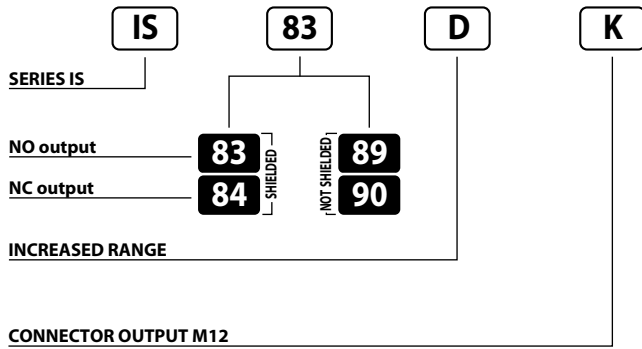 IS 83 D K
SERIES IS
NO output 83 SHIELDED NOT SHIELDED 89
NC output 84 90
INCREASED RANGE
CONNECTOR OUTPUT M12